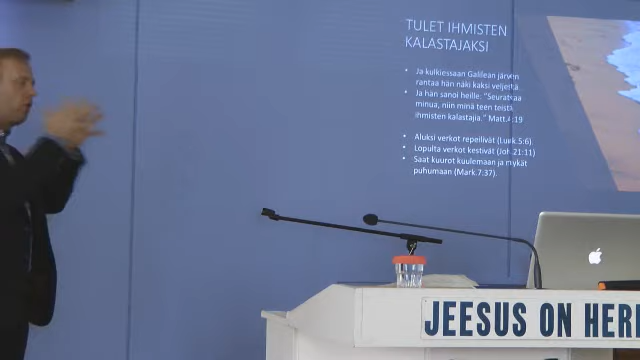 TULET IHMISTEN
KALASTAJAKSI
• Ja kulkiessaan Galilean järven
rantaa hän näki kaksi veljestä
• Ja hän sanoi heille: "Seuratkaa
minua, niin minä teen teistä
ihmisten kalastajia." Matt.4:19
• Aluksi verkot repeilivät (Luuk.5:6).
• Lopulta verkot kestivät (Joh.21:11)
• Saat kuurot kuulemaan ja mykät
puhumaan (Mark.7.37).
JEESUS ON HERR